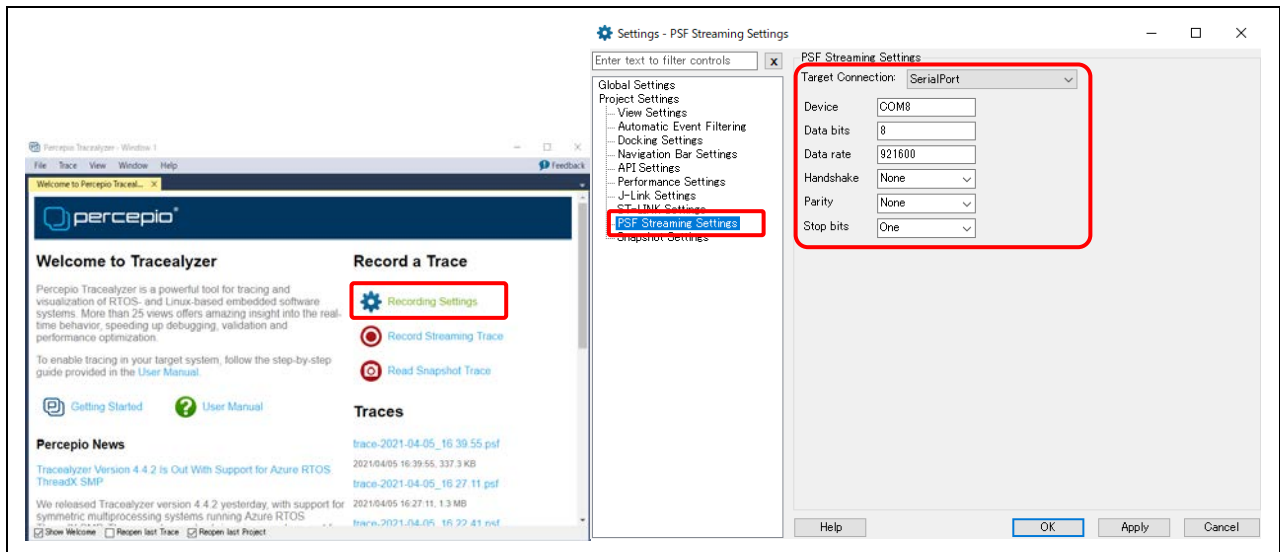 Percepio Tracealyzer - Window 1
File Trace View Window Help
Feedback
Welcome to Percepio Traceal... X
percepio
Welcome to Tracealyzer
Percepio Tracealyzer is a powerful tool for tracing and
visualization of RTOS- and Linux-based embedded software
systems. More than 25 views offers amazing insight into the real-
time behavior, speeding up debugging, validation and
performance optimization.
To enable tracing in your target system, follow the step-by-step
guide provided in the User Manual.
Getting Started
User Manual
Percepio News
Tracealyzer Version 4.4.2 Is Out With Support for Azure RTOS
ThreadX SMP
We released Tracealyzer version 4.4.2 yesterday, with support for
symmetric multiprocessing systems running Azure RTOS
Show Welcome Reopen last Trace Reopen last Project
Record a Trace
Recording Settings
Record Streaming Trace
Read Snapshot Trace
Traces
trace-2021-04-05_16 39 55.psf
2021/04/05 16:39:55, 337.3 KB
trace-2021-04-05_16 27 11.psf
2021/04/05 16:27:11, 1.3 MB
trace-2021-04-05_16 22 41.psf
Settings - PSF Streaming Settings
Enter text to filter controls x
Global Settings
Project Settings
View Settings
Automatic Event Filtering
Docking Settings
Navigation Bar Settings
API Settings
Performance Settings
J-Link Settings
ST-LINK Settings
PSF Streaming Settings
Snapshot Settings
PSF Streaming Settings
Target Connection: SerialPort
Device COM8
Data bits 8
Data rate 921600
Handshake None
Parity None
Stop bits One
Help OK Apply Cancel